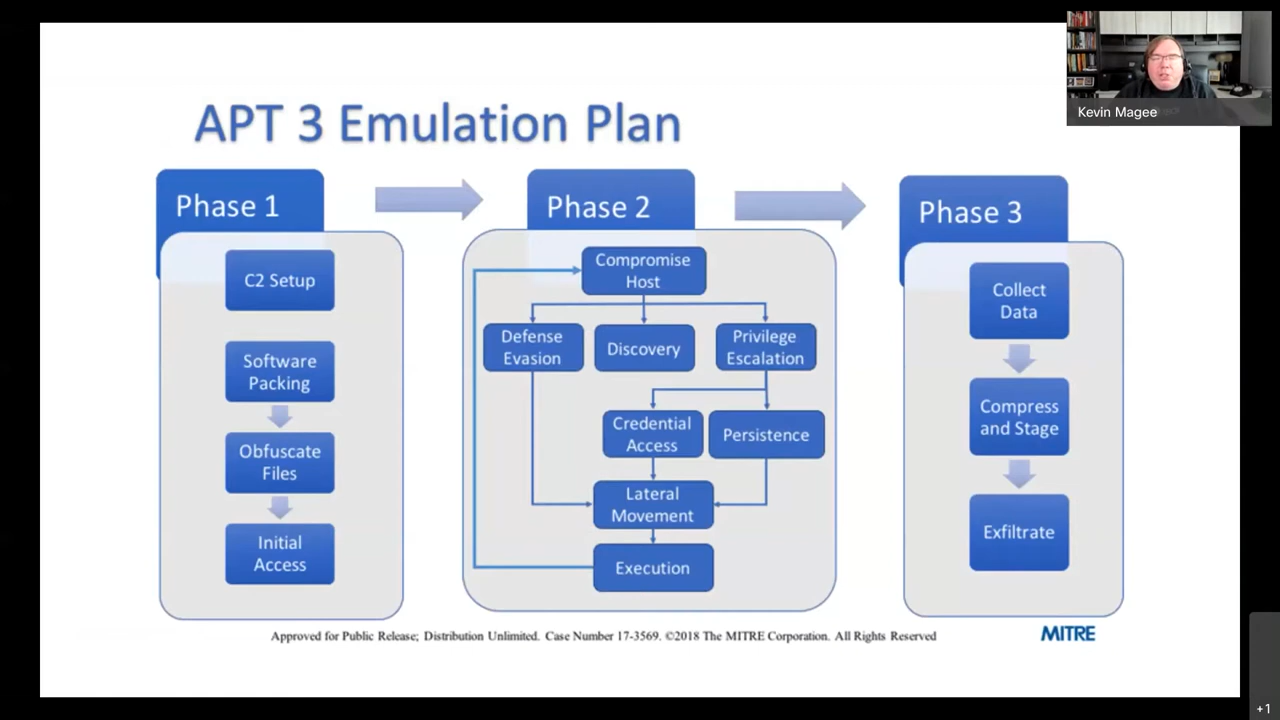 Kevin Magee
APT 3 Emulation Plan
Phase 1
C2 Setup
Software
Packing
Obfuscate
Files
Initial
Access
Phase 2
Compromise
Host
Defense
Evasion
Discovery
Privilege
Escalation
Credential
Access
Persistence
Lateral
Movement
Execution
Phase 3
Collect
Data
Compress
and Stage
Exfiltrate
Approved for Public Release; Distribution Unlimited. Case Number 17-3569. ©2018 The MITRE Corporation. All Rights Reserved
MITRE
+1